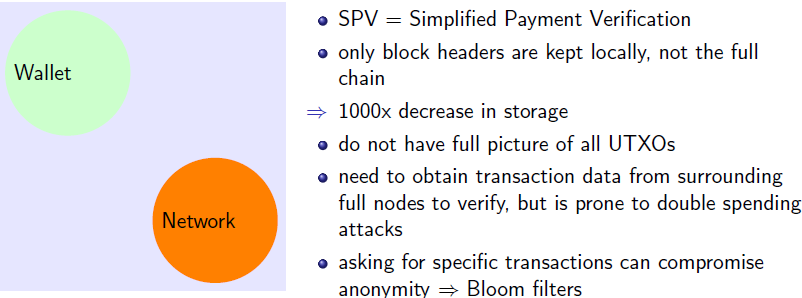 Wallet
Network
SPV = Simplified Payment Verification
only block headers are kept locally, not the full
chain
⇒ 1000x decrease in storage
do not have full picture of all UTXOs
need to obtain transaction data from surrounding
full nodes to verify, but is prone to double spending
attacks
asking for specific transactions can compromise
anonymity ⇒ Bloom filters